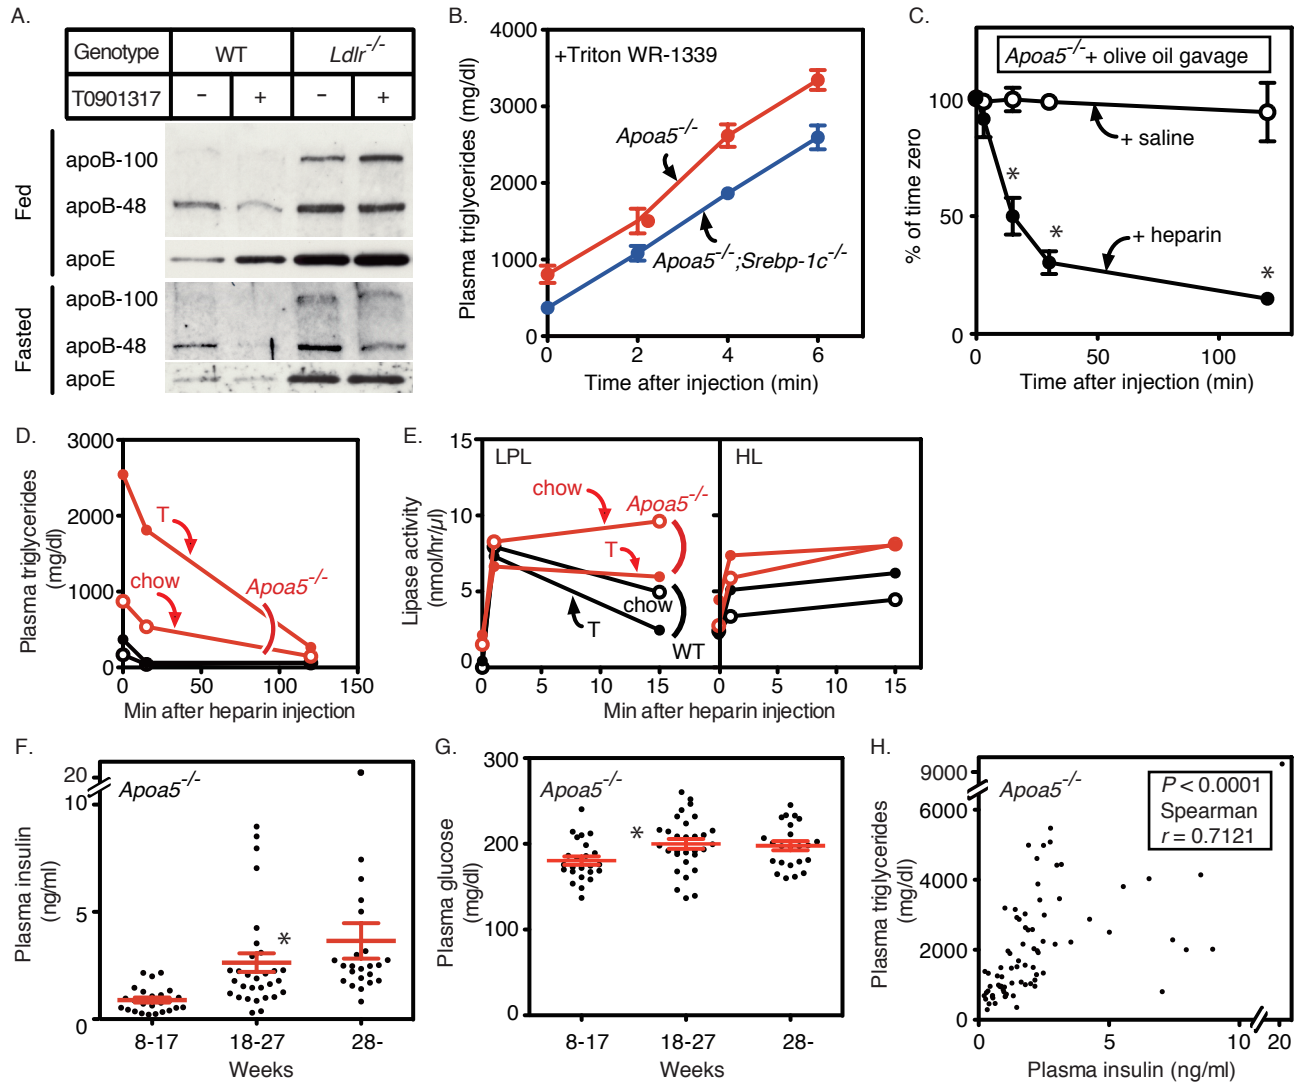 A.
Genotype WT Ldlr-/-
T0901317 − + − +
Fed
apoB-100
apoB-48
apoE
Fasted
apoB-100
apoB-48
apoE
B.
+Triton WR-1339
Plasma triglycerides (mg/dl)
4000
3000
2000
1000
0
Apoa5-/-
Apoa5-/-;Srebp-1c-/-
0 2 4 6
Time after injection (min)
C.
Apoa5-/- + olive oil gavage
% of time zero
100
50
0
+ saline
*
*
*
+ heparin
0 50 100
Time after injection (min)
D.
Plasma triglycerides
(mg/dl)
3000
2000
1000
0
T
chow
Apoa5-/-
0 50 100 150
Min after heparin injection
E.
Lipase activity
(nmol/hr/µl)
15
10
5
0
LPL
HL
chow
Apoa5-/-
T
chow
T
WT
0 5 10 15
0 5 10 15
Min after heparin injection
F.
Apoa5-/-
Plasma insulin
(ng/ml)
20
10
5
0
*
8-17 18-27 28-
Weeks
G.
Apoa5-/-
Plasma glucose
(mg/dl)
300
200
100
0
*
8-17 18-27 28-
Weeks
H.
Apoa5-/-
Plasma triglycerides
(mg/dl)
9000
6000
4000
2000
0
P < 0.0001
Spearman
r = 0.7121
0 5 10 20
Plasma insulin (ng/ml)